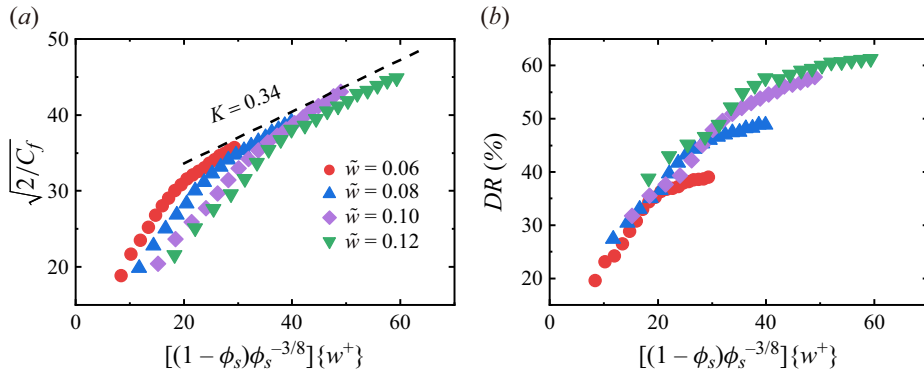 (a)
50
40
30
20
0
20
40
60
√2/C_f
K = 0.34
w̃ = 0.06
w̃ = 0.08
w̃ = 0.10
w̃ = 0.12
[(1 − ϕ_s)ϕ_s^{−3/8}]{w⁺}
(b)
70
60
50
40
30
20
0
20
40
60
DR (%)
[(1 − ϕ_s)ϕ_s^{−3/8}]{w⁺}